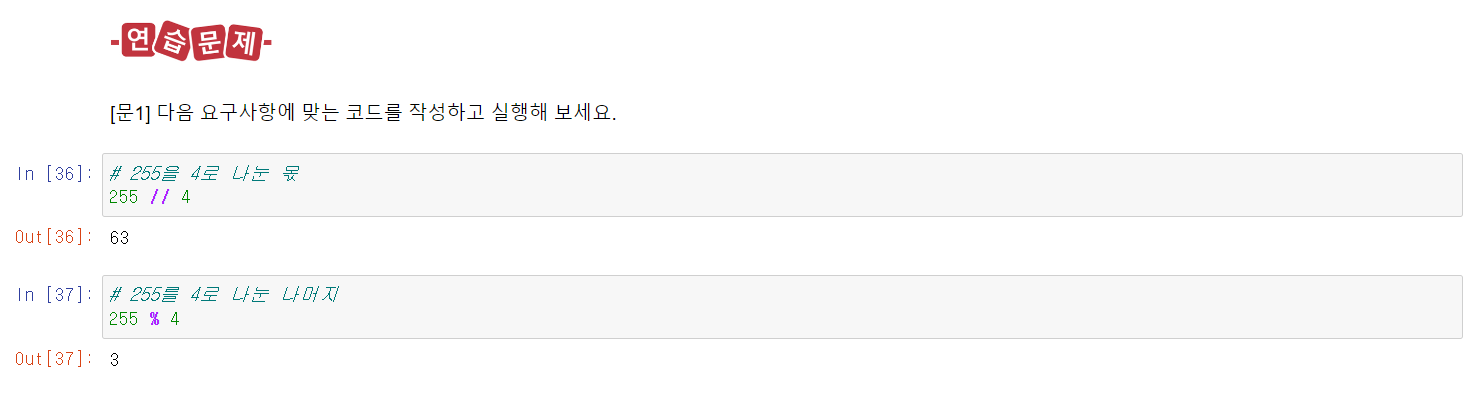 -연습문제-
[문1] 다음 요구사항에 맞는 코드를 작성하고 실행해 보세요.
In [36]: # 255을 4로 나눈 몫
255 // 4
Out[36]: 63
In [37]: # 255를 4로 나눈 나머지
255 % 4
Out[37]: 3